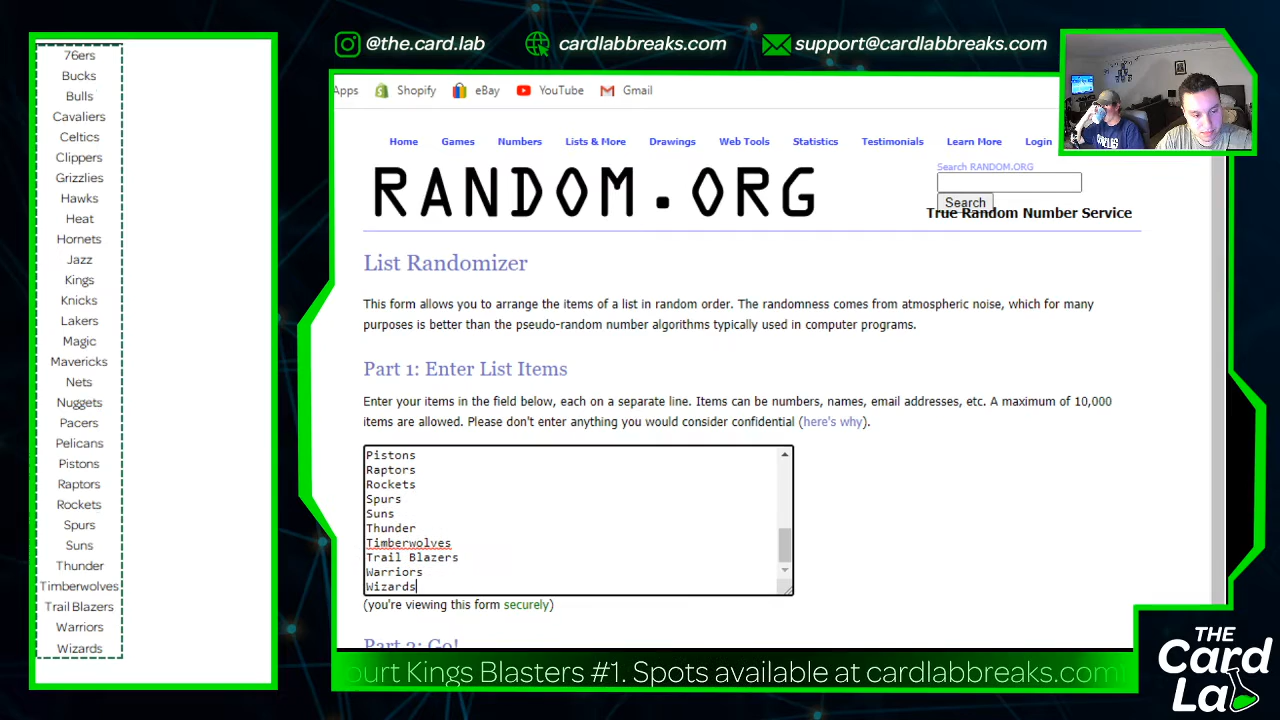 @the.card.lab
cardlabbreaks.com
support@cardlabbreaks.com
76ers
Bucks
Bulls
Cavaliers
Celtics
Clippers
Grizzlies
Hawks
Heat
Hornets
Jazz
Kings
Knicks
Lakers
Magic
Mavericks
Nets
Nuggets
Pacers
Pelicans
Pistons
Raptors
Rockets
Spurs
Suns
Thunder
Timberwolves
Trail Blazers
Warriors
Wizards
Apps Shopify eBay YouTube Gmail
Home Games Numbers Lists & More Drawings Web Tools Statistics Testimonials Learn More Login
RANDOM.ORG
Search RANDOM.ORG
Search
True Random Number Service
List Randomizer
This form allows you to arrange the items of a list in random order. The randomness comes from atmospheric noise, which for many
purposes is better than the pseudo-random number algorithms typically used in computer programs.
Part 1: Enter List Items
Enter your items in the field below, each on a separate line. Items can be numbers, names, email addresses, etc. A maximum of 10,000
items are allowed. Please don't enter anything you would consider confidential (here's why).
Pistons
Raptors
Rockets
Spurs
Suns
Thunder
Timberwolves
Trail Blazers
Warriors
Wizards
(you're viewing this form securely)
Part 2: Go!
ourt Kings Blasters #1. Spots available at cardlabbreaks.com
THE
Card
Lab